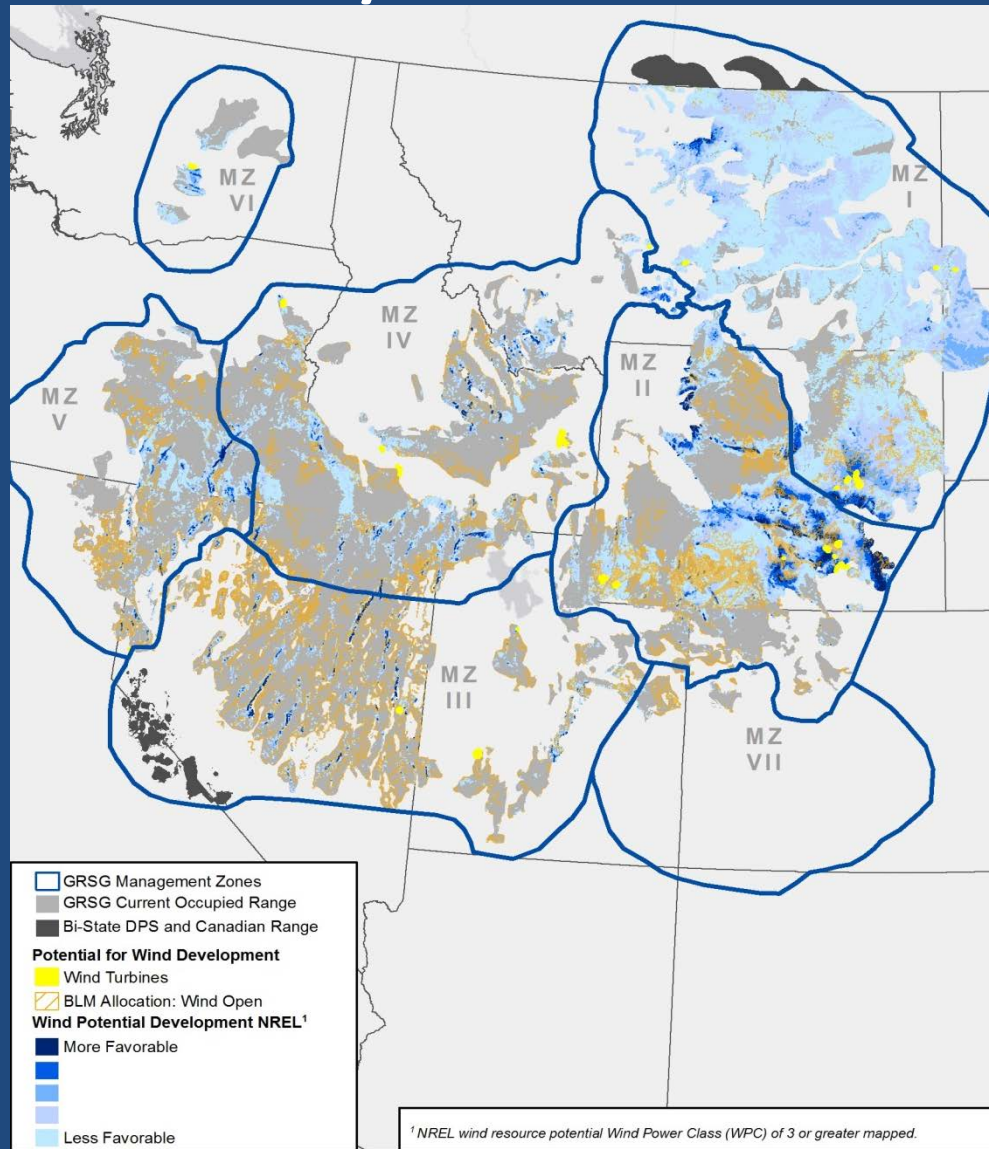 MZ
VI
MZ
I
MZ
IV
MZ
II
MZ
V
MZ
III
MZ
VII
GRSG Management Zones
GRSG Current Occupied Range
Bi-State DPS and Canadian Range
Potential for Wind Development
Wind Turbines
BLM Allocation: Wind Open
Wind Potential Development NREL¹
More Favorable
Less Favorable
¹ NREL wind resource potential Wind Power Class (WPC) of 3 or greater mapped.